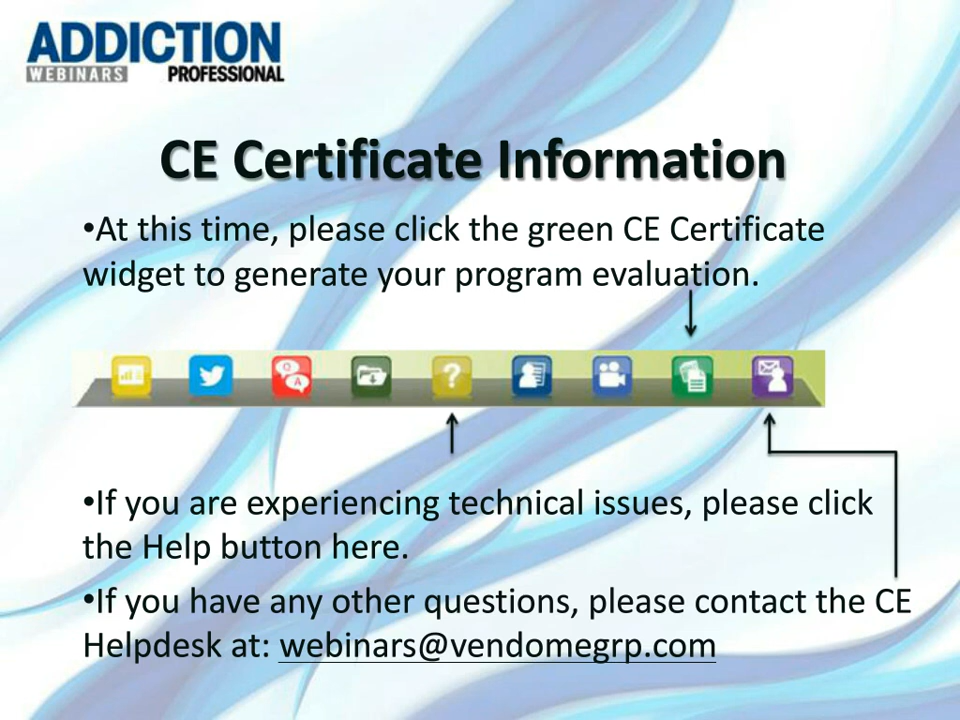 ADDICTION
WEBINARS PROFESSIONAL
CE Certificate Information
•At this time, please click the green CE Certificate
widget to generate your program evaluation.
Q
A
?
•If you are experiencing technical issues, please click
the Help button here.
•If you have any other questions, please contact the CE
Helpdesk at: webinars@vendomegrp.com